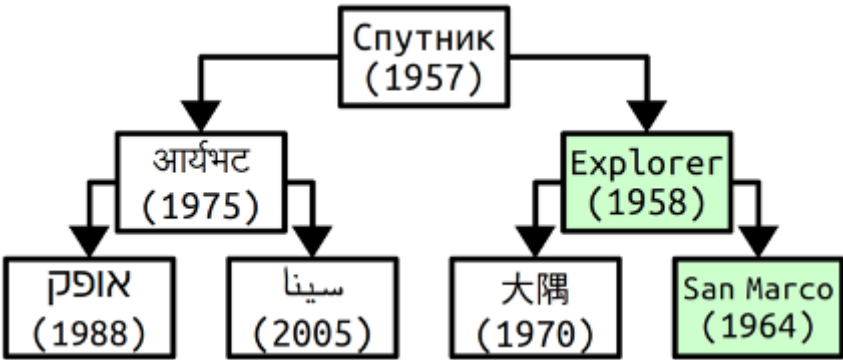 Спутник
(1957)
आर्यभट
(1975)
Explorer
(1958)
אופק
(1988)
سينا
(2005)
大隅
(1970)
San Marco
(1964)